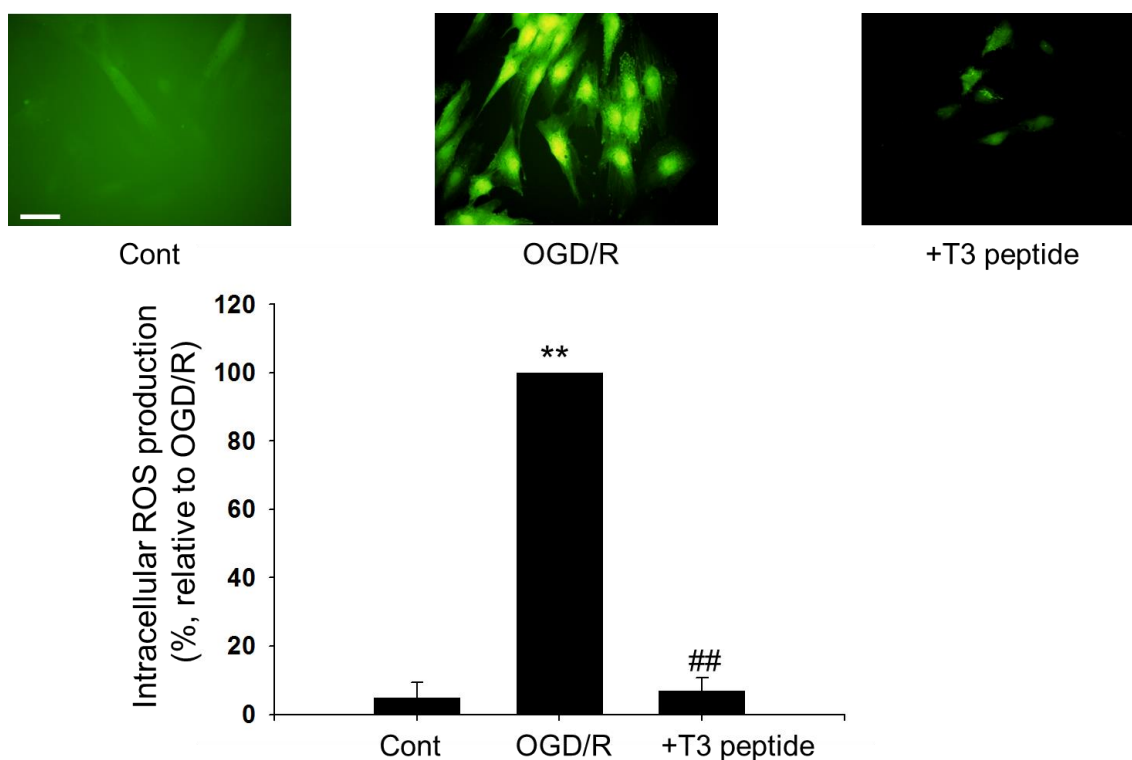 Cont
OGD/R
+T3 peptide
Intracellular ROS production
(%, relative to OGD/R)
120
100
80
60
40
20
0
**
##
Cont
OGD/R
+T3 peptide